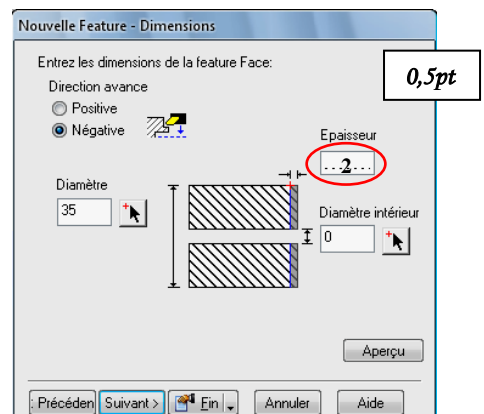 Nouvelle Feature - Dimensions
Entrez les dimensions de la feature Face:
0,5pt
Direction avance
Positive
Négative
Epaisseur
...2...
Diamètre
35
Diamètre intérieur
0
Aperçu
: Précéden Suivant > Fin Annuler Aide